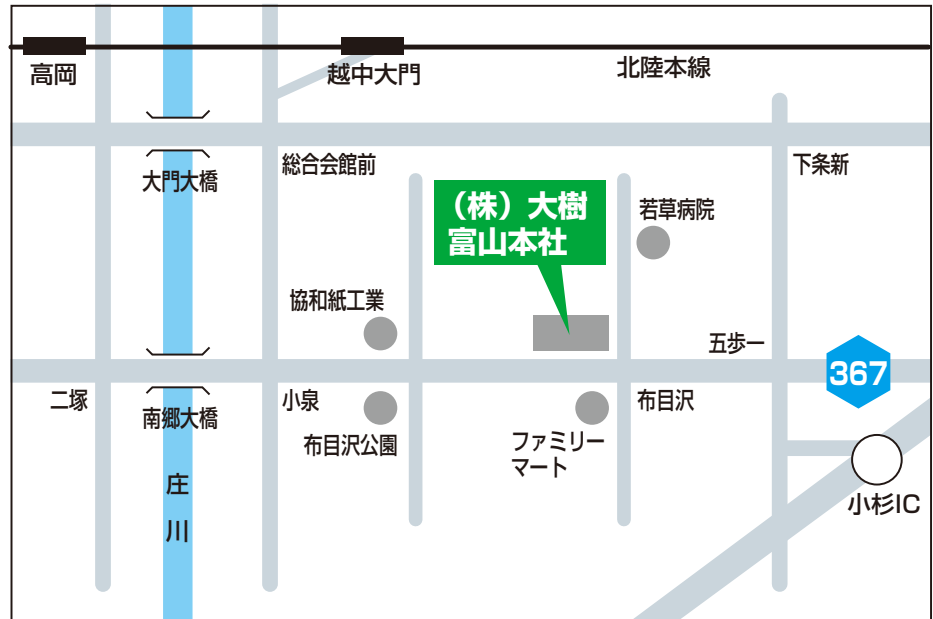 高岡
越中大門
北陸本線
大門大橋
総合会館前
下条新
（株）大樹
富山本社
若草病院
協和紙工業
五歩一
367
二塚
南郷大橋
小泉
布目沢公園
ファミリー
マート
布目沢
庄
川
小杉IC